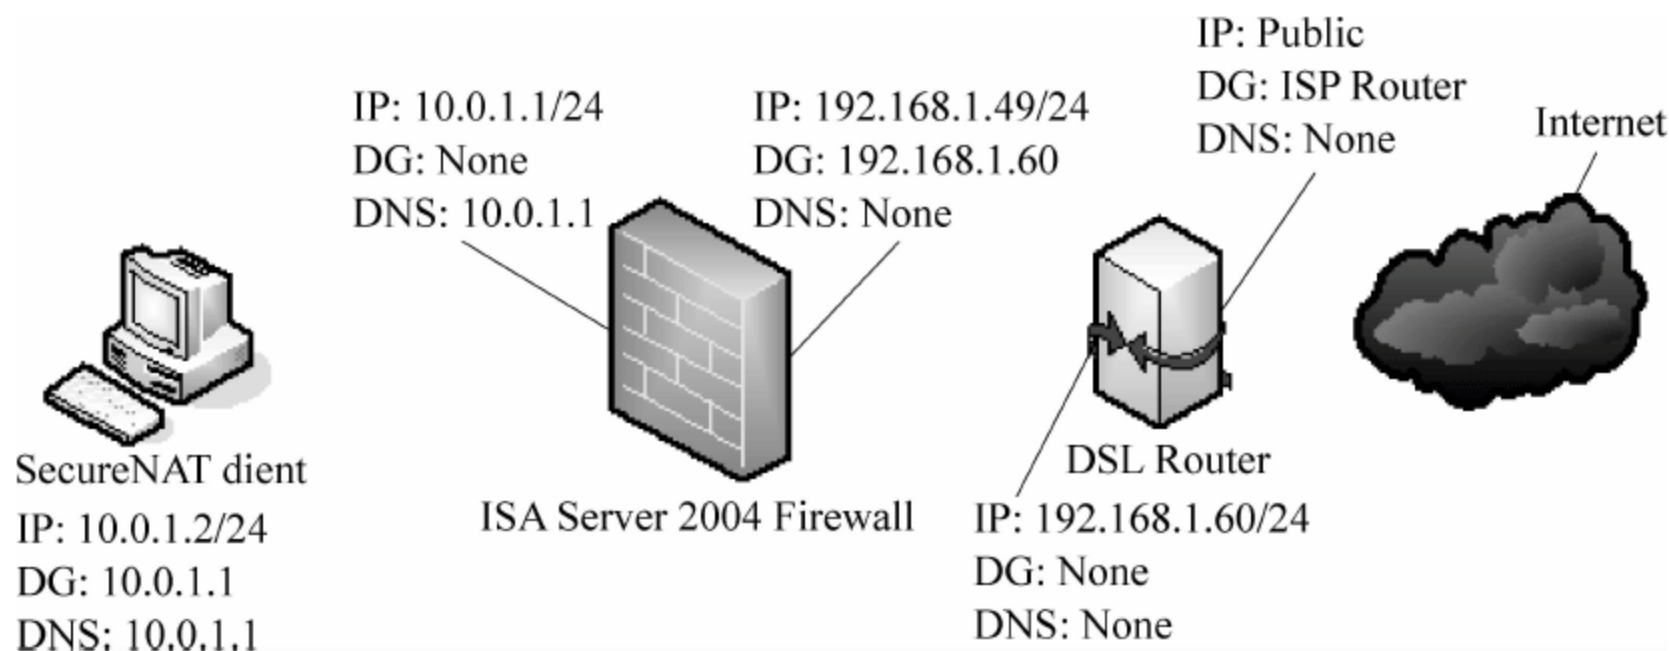 IP: Public
DG: ISP Router
DNS: None
Internet
IP: 10.0.1.1/24
DG: None
DNS: 10.0.1.1
IP: 192.168.1.49/24
DG: 192.168.1.60
DNS: None
SecureNAT dient
IP: 10.0.1.2/24
DG: 10.0.1.1
DNS: 10.0.1.1
ISA Server 2004 Firewall
DSL Router
IP: 192.168.1.60/24
DG: None
DNS: None